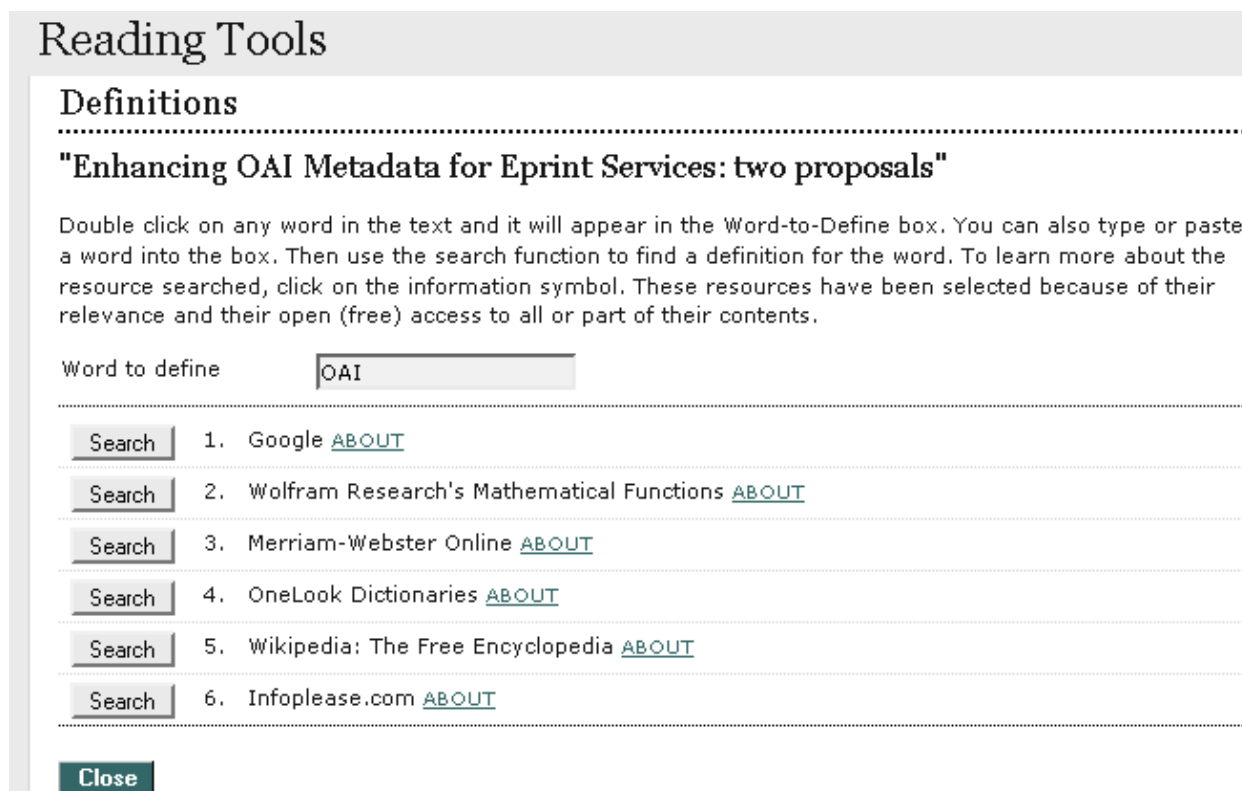 Reading Tools
Definitions
"Enhancing OAI Metadata for Eprint Services: two proposals"
Double click on any word in the text and it will appear in the Word-to-Define box. You can also type or paste
a word into the box. Then use the search function to find a definition for the word. To learn more about the
resource searched, click on the information symbol. These resources have been selected because of their
relevance and their open (free) access to all or part of their contents.
Word to define OAI
Search 1. Google ABOUT
Search 2. Wolfram Research's Mathematical Functions ABOUT
Search 3. Merriam-Webster Online ABOUT
Search 4. OneLook Dictionaries ABOUT
Search 5. Wikipedia: The Free Encyclopedia ABOUT
Search 6. Infoplease.com ABOUT
Close